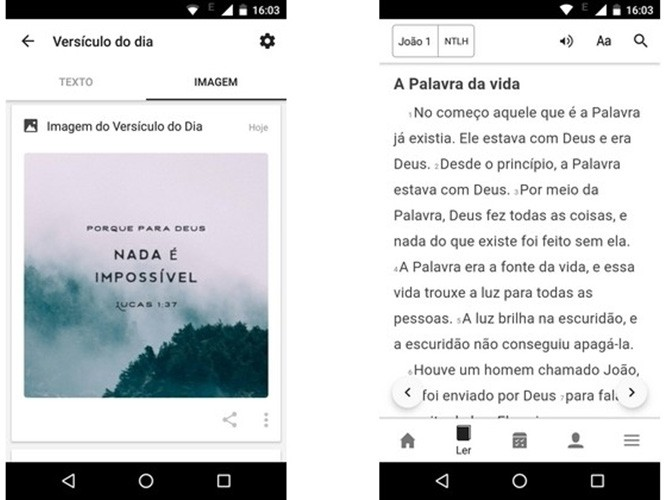 E 16:03
Versículo do dia
TEXTO IMAGEM
Imagem do Versículo do Dia Hoje
PORQUE PARA DEUS
NADA É
IMPOSSÍVEL
LUCAS 1:37
E 16:03
João 1 NTLH Aa
A Palavra da vida
1No começo aquele que é a Palavra
já existia. Ele estava com Deus e era
Deus. 2Desde o princípio, a Palavra
estava com Deus. 3Por meio da
Palavra, Deus fez todas as coisas, e
nada do que existe foi feito sem ela.
4A Palavra era a fonte da vida, e essa
vida trouxe a luz para todas as
pessoas. 5A luz brilha na escuridão, e
a escuridão não conseguiu apagá-la.
6Houve um homem chamado João,
foi enviado por Deus 7para fala
Ler